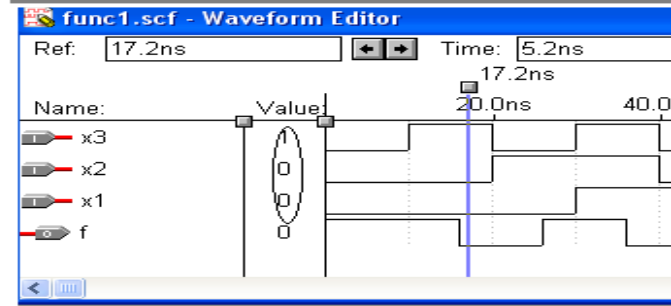 func1.scf - Waveform Editor
Ref: 17.2ns Time: 5.2ns
17.2ns
Name: Value: 20.0ns 40.0
x3 1
x2 0
x1 0
f 0